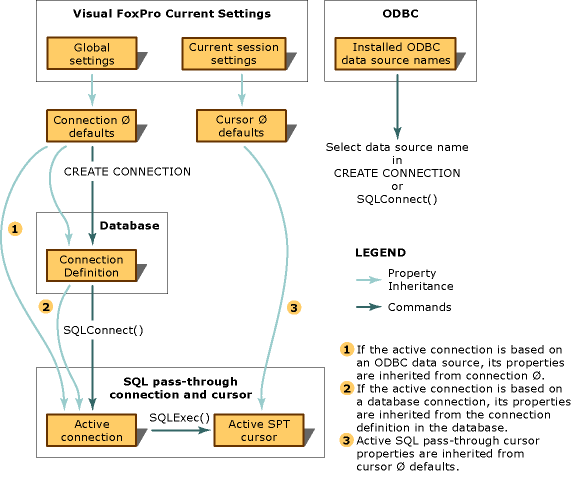 Visual FoxPro Current Settings
Global
settings
Current session
settings
ODBC
Installed ODBC
data source names
Connection Ø
defaults
Cursor Ø
defaults
Select data source name
in
CREATE CONNECTION
or
SQLConnect()
CREATE CONNECTION
1
Database
Connection
Definition
2
3
SQLConnect()
LEGEND
Property
Inheritance
Commands
SQL pass-through
connection and cursor
Active
connection
SQLExec()
Active SPT
cursor
1 If the active connection is based on
an ODBC data source, its properties
are inherited from connection Ø.
2 If the active connection is based on
a database connection, its properties
are inherited from the connection
definition in the database.
3 Active SQL pass-through cursor
properties are inherited from
cursor Ø defaults.